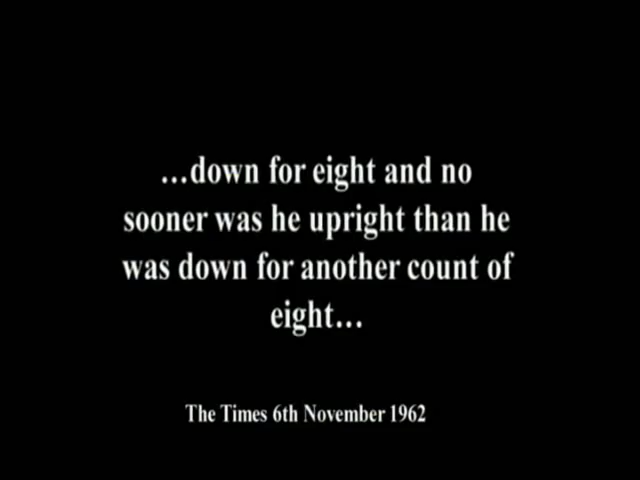 ...down for eight and no
sooner was he upright than he
was down for another count of
eight...
The Times 6th November 1962